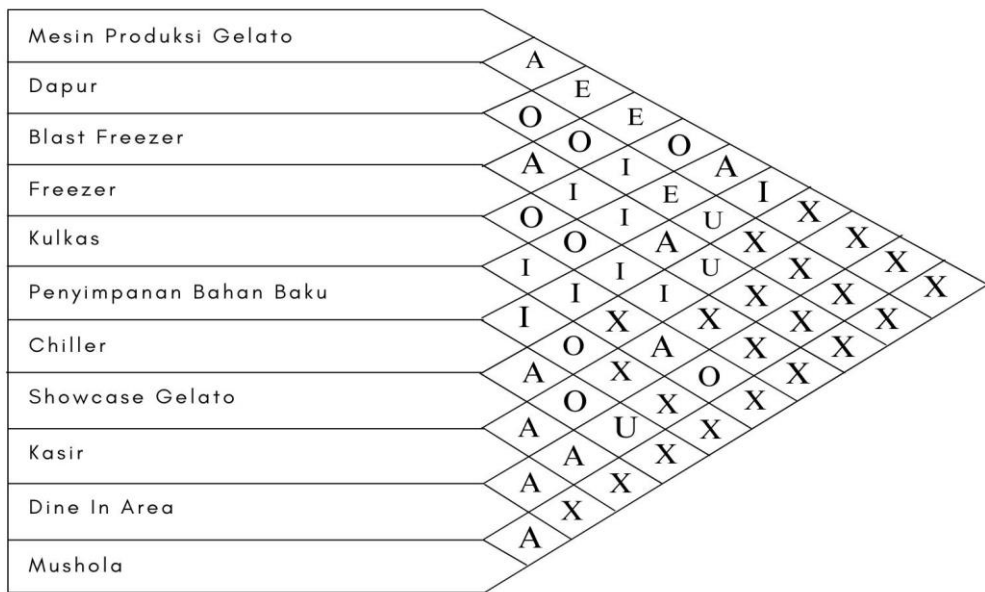 Mesin Produksi Gelato
A
Dapur E
O E
Blast Freezer O O
A I A
Freezer I E I
O I U X
Kulkas O A X X
I I U X X
Penyimpanan Bahan Baku I I X X X
I X X X X
Chiller O A X X
A X O X
Showcase Gelato O X X
A U X
Kasir A X
A X
Dine In Area X
A
Mushola